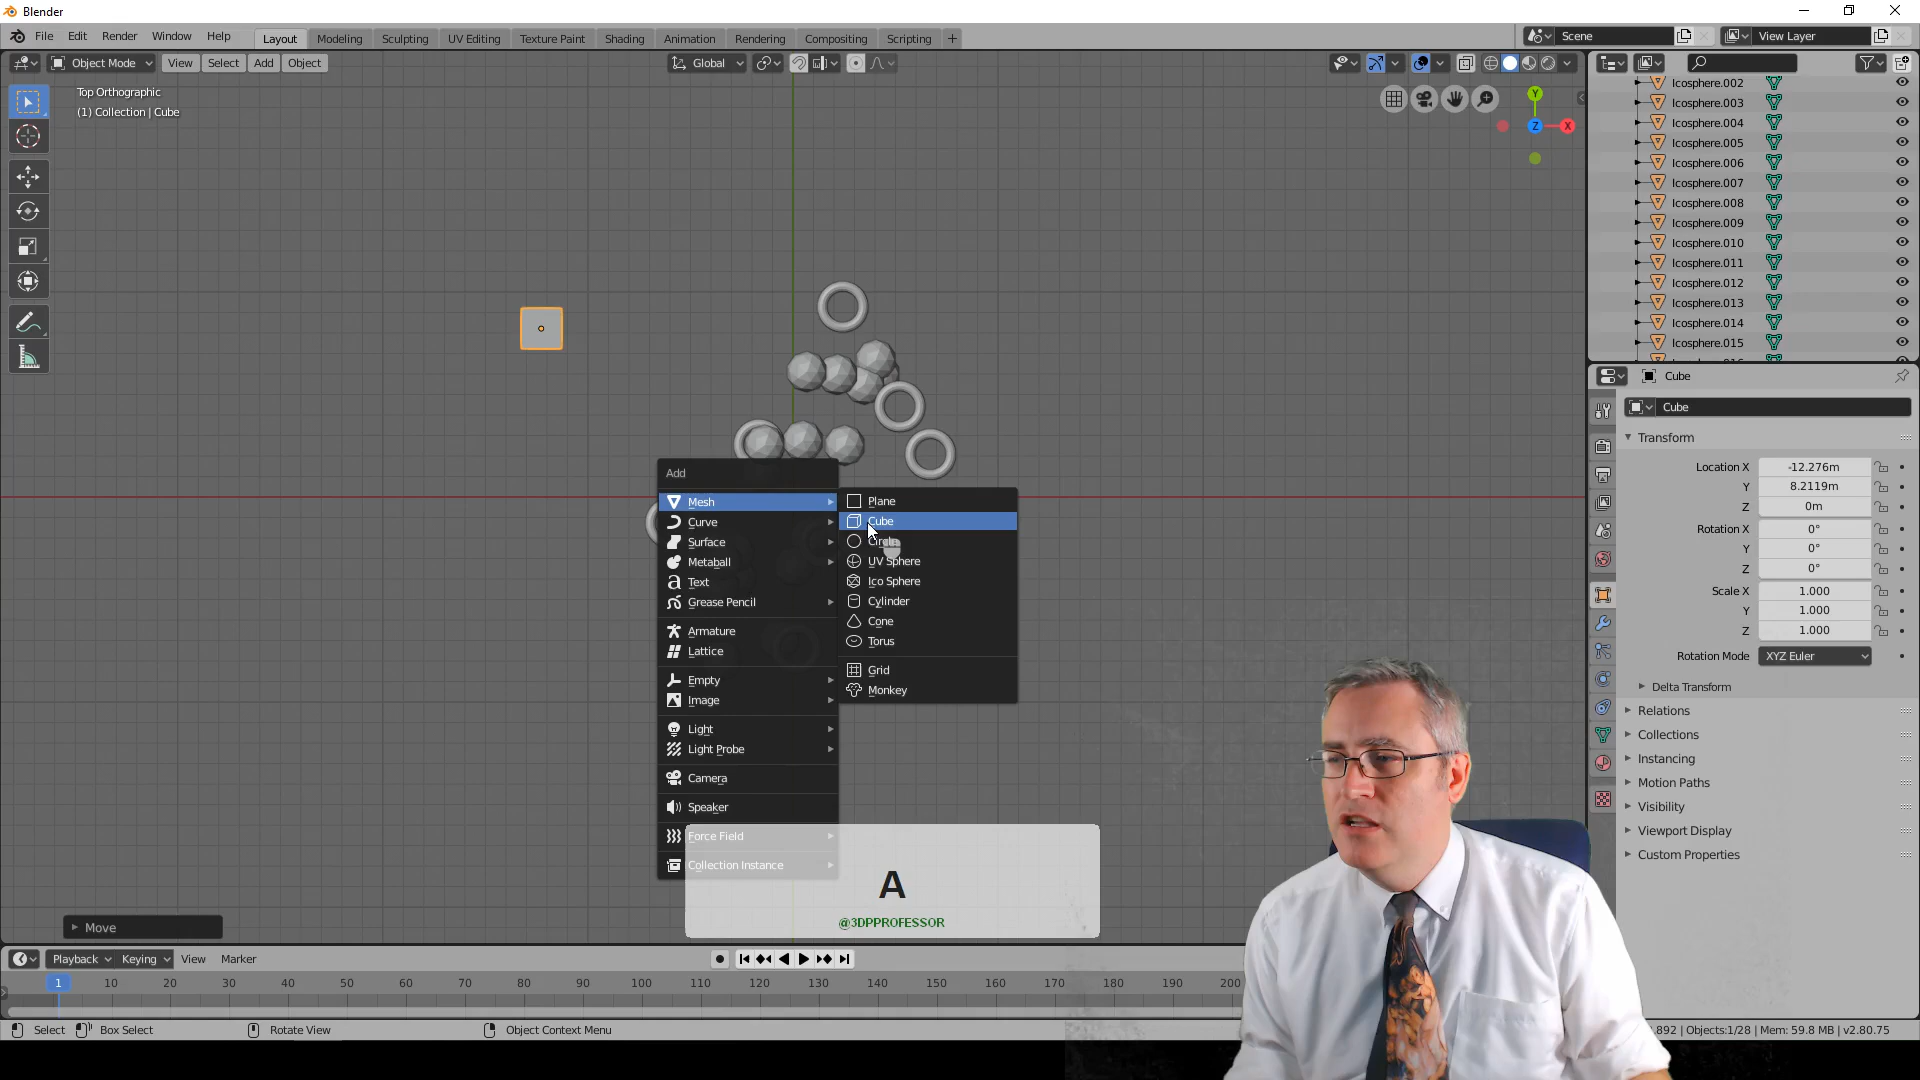 Blender
File Edit Render Window Help
Layout Modeling Sculpting UV Editing Texture Paint Shading Animation Rendering Compositing Scripting +
Scene
View Layer
Object Mode View Select Add Object
Global
Top Orthographic
(1) Collection | Cube
Y
Z
X
Icosphere.002
Icosphere.003
Icosphere.004
Icosphere.005
Icosphere.006
Icosphere.007
Icosphere.008
Icosphere.009
Icosphere.010
Icosphere.011
Icosphere.012
Icosphere.013
Icosphere.014
Icosphere.015
Add
Mesh
Curve
Surface
Metaball
Text
Grease Pencil
Armature
Lattice
Empty
Image
Light
Light Probe
Camera
Speaker
Force Field
Collection Instance
Plane
Cube
Circle
UV Sphere
Ico Sphere
Cylinder
Cone
Torus
Grid
Monkey
A
@3DPPROFESSOR
Cube
Cube
Transform
Location X -12.276m
Y 8.2119m
Z 0m
Rotation X 0°
Y 0°
Z 0°
Scale X 1.000
Y 1.000
Z 1.000
Rotation Mode XYZ Euler
Delta Transform
Relations
Collections
Instancing
Motion Paths
Visibility
Viewport Display
Custom Properties
Move
Playback Keying View Marker
1 10 20 30 40 50 60 70 80 90 100 110 120 130 140 150 160 170 180 190 200
Select Box Select Rotate View Object Context Menu
.892 | Objects:1/28 | Mem: 59.8 MB | v2.80.75